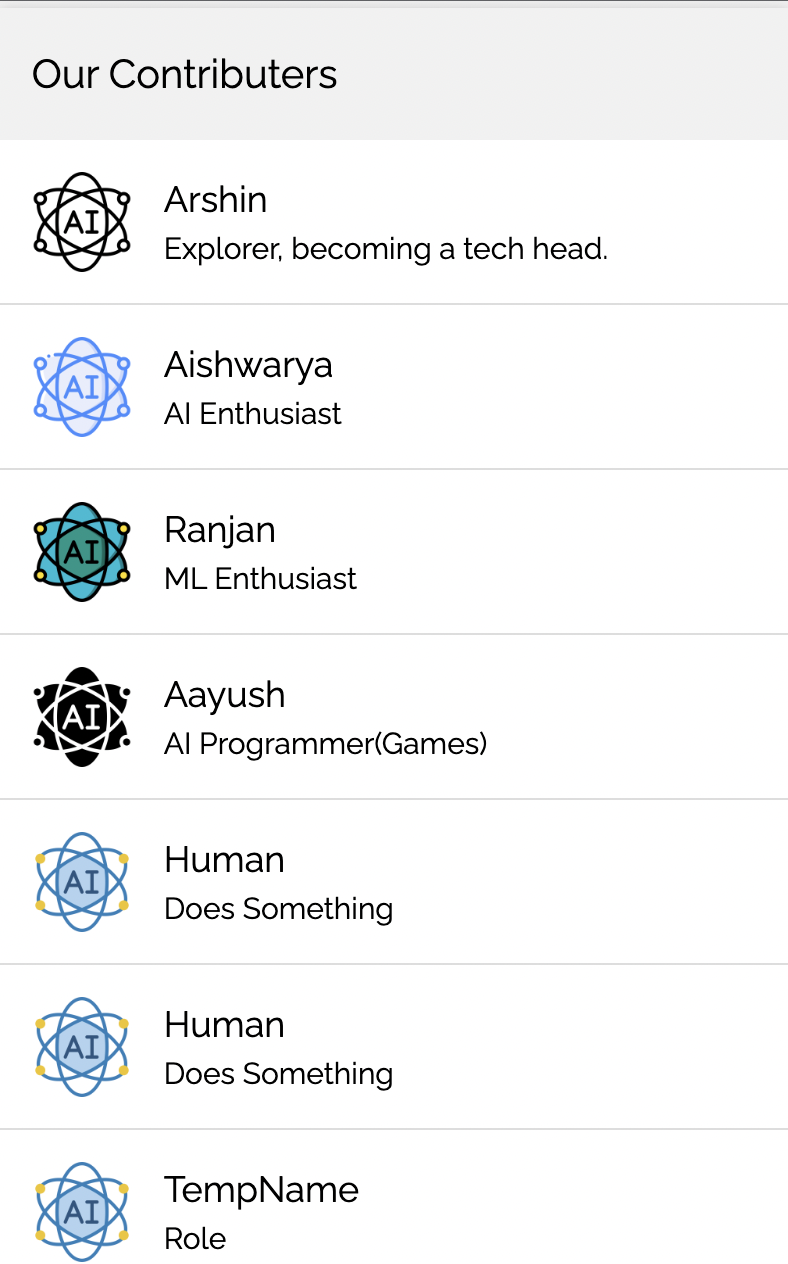 Our Contributers
AI
Arshin
Explorer, becoming a tech head.
AI
Aishwarya
AI Enthusiast
AI
Ranjan
ML Enthusiast
AI
Aayush
AI Programmer(Games)
AI
Human
Does Something
AI
Human
Does Something
AI
TempName
Role